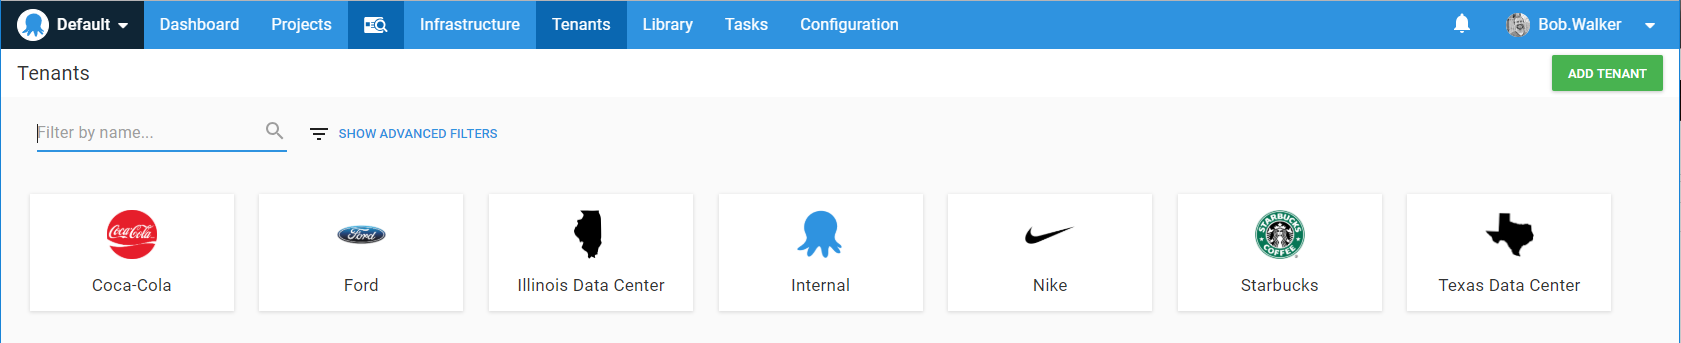 Default Dashboard Projects Infrastructure Tenants Library Tasks Configuration Bob.Walker
Tenants ADD TENANT
Filter by name... SHOW ADVANCED FILTERS
Coca-Cola Ford STARBUCKS COFFEE
Coca-Cola Ford Illinois Data Center Internal Nike Starbucks Texas Data Center